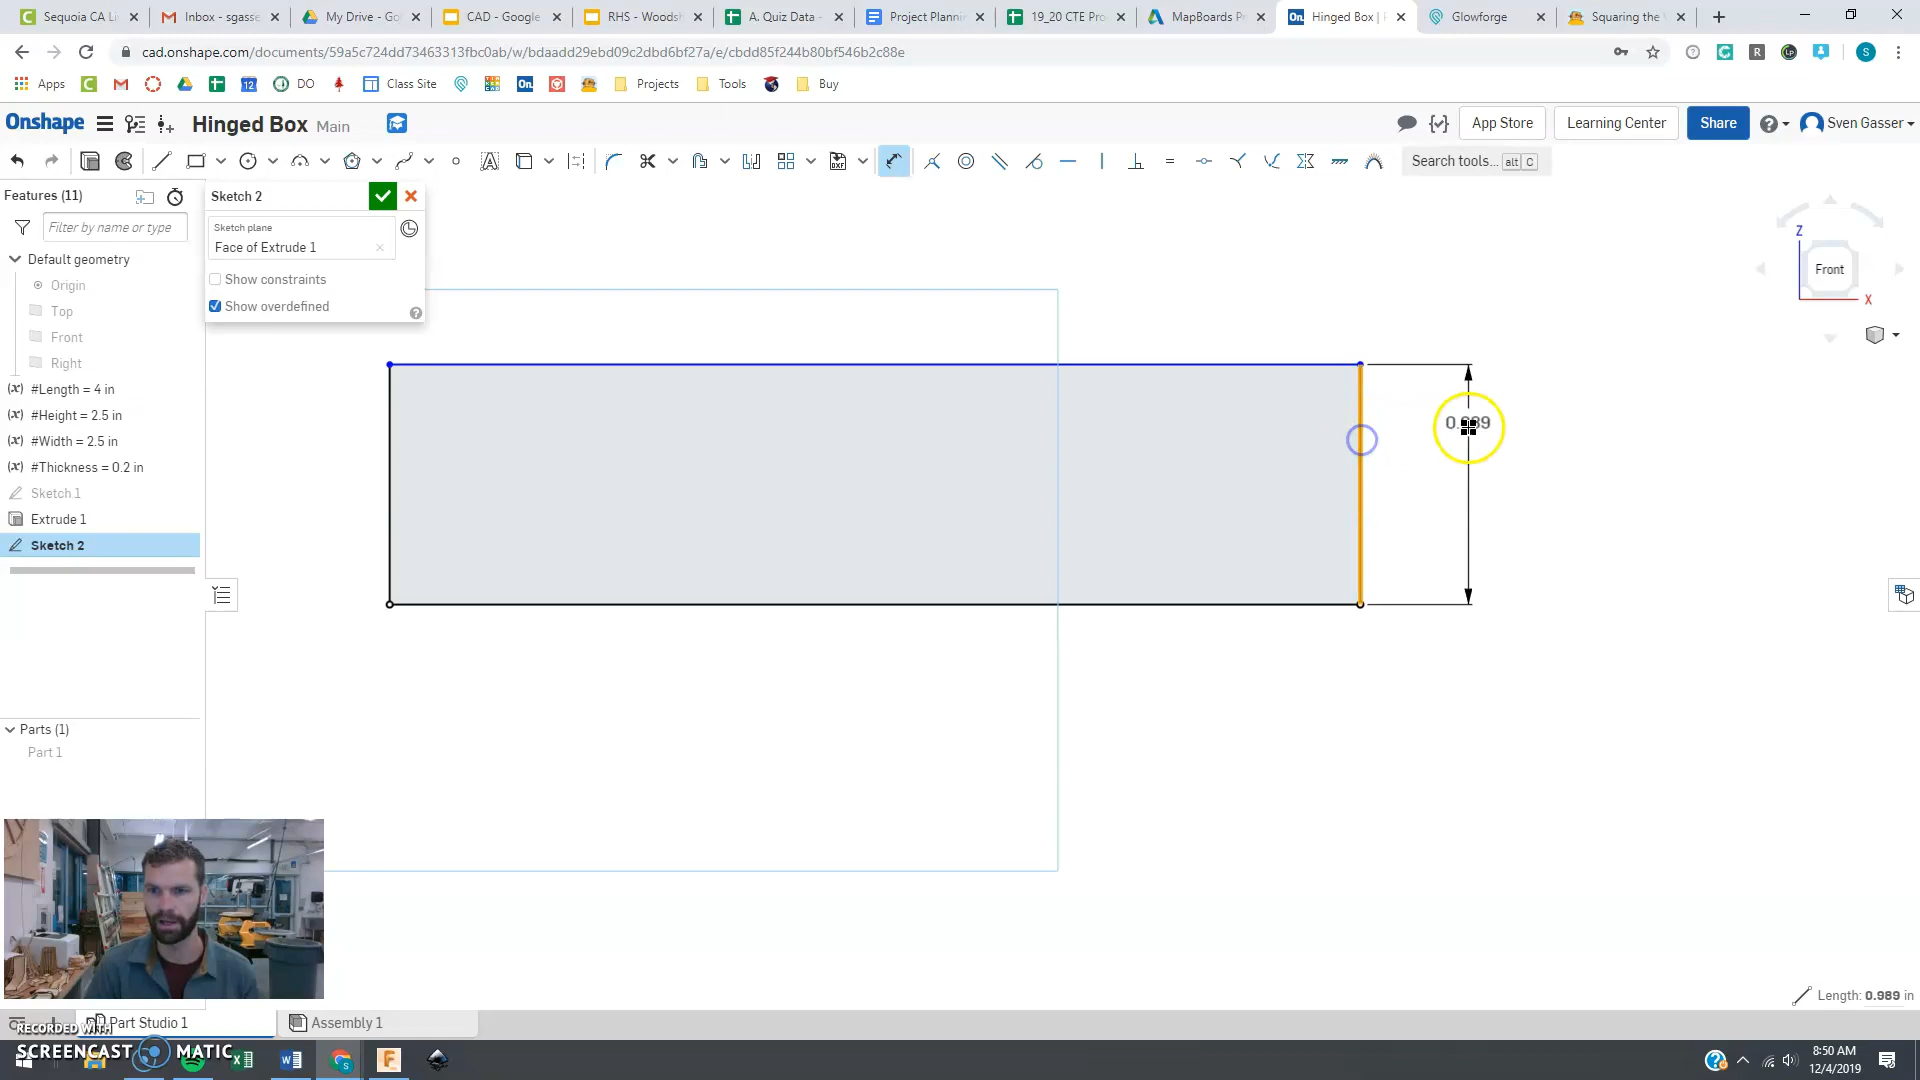 Sequoia CA Li
Inbox - sgasse
My Drive - Go
CAD - Google
RHS - Woodsh
A. Quiz Data -
Project Plannin
19_20 CTE Pro
MapBoards P
Hinged Box |
Glowforge
Squaring the
cad.onshape.com/documents/59a5c724dd73463313fbc0ab/w/bdaadd29ebd09c2dbd6bf27a/e/cbdd85f244b80bf546b2c88e
Apps
DO
Class Site
Projects
Tools
Buy
Onshape
Hinged Box Main
App Store
Learning Center
Share
Sven Gasser
Search tools... alt C
Features (11)
Filter by name or type
Default geometry
Origin
Top
Front
Right
(x) #Length = 4 in
(x) #Height = 2.5 in
(x) #Width = 2.5 in
(x) #Thickness = 0.2 in
Sketch 1
Extrude 1
Sketch 2
Sketch 2
Sketch plane
Face of Extrude 1
Show constraints
Show overdefined
Z
Front
X
Parts (1)
Part 1
Length: 0.989 in
Part Studio 1
Assembly 1
RECORDED WITH
SCREENCAST MATIC
8:50 AM
12/4/2019